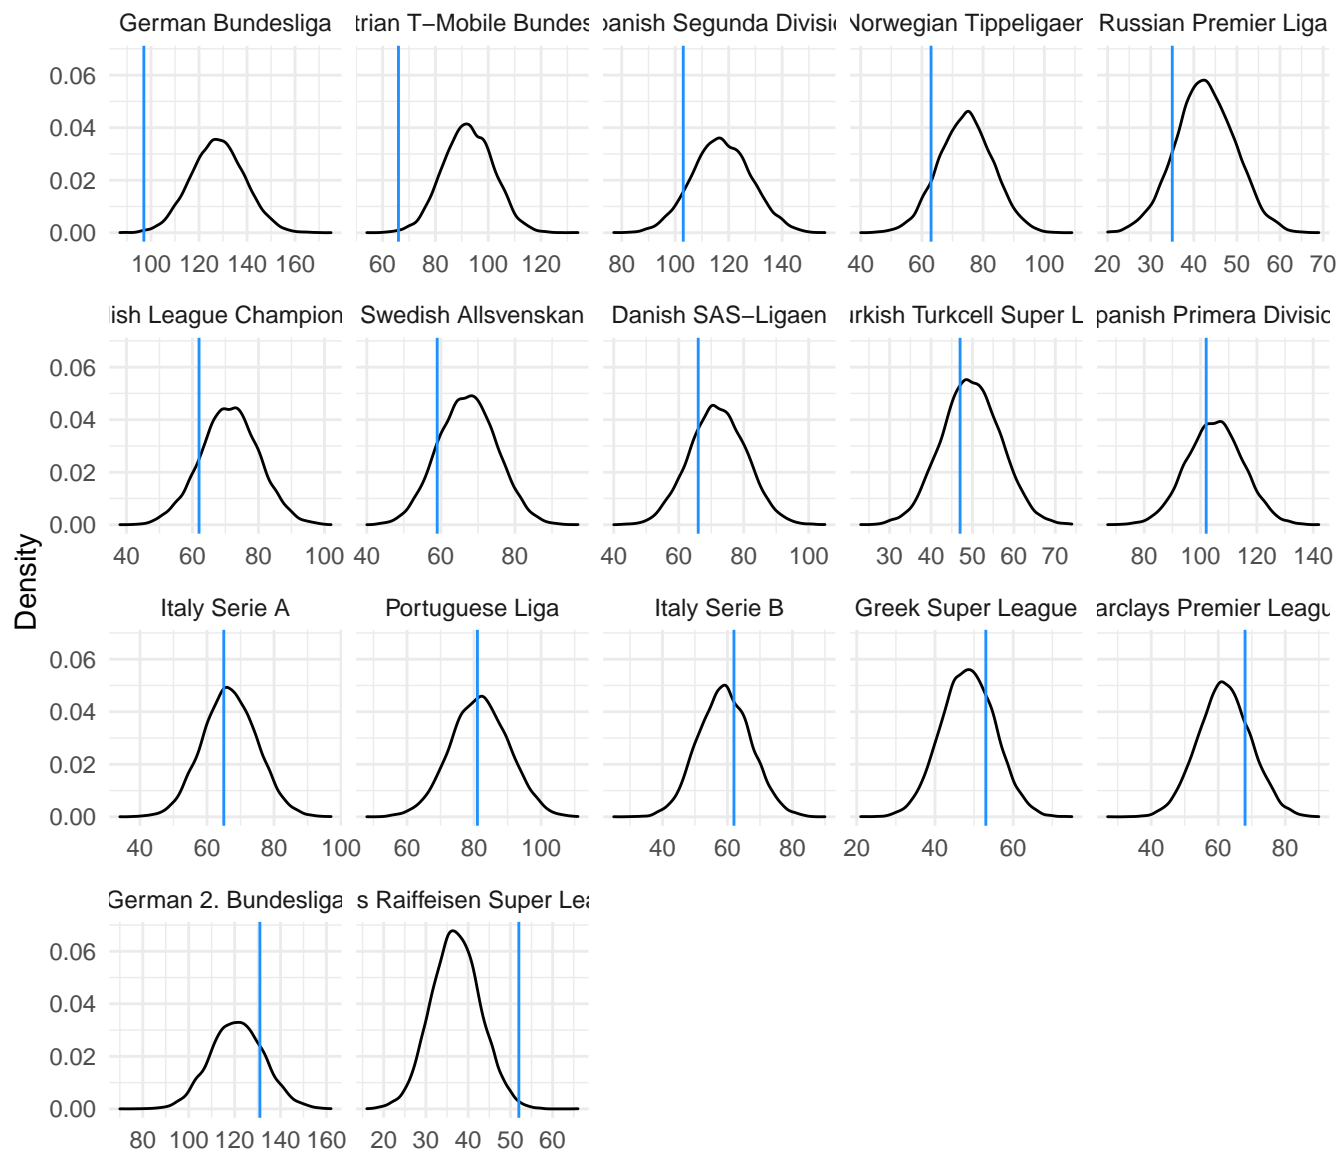 German Bundesliga trian T−Mobile Bundes panish Segunda Divisio Norwegian Tippeligaen Russian Premier Liga
0.06
0.04
0.02
0.00
100 120 140 160 60 80 100 120 80 100 120 140 40 60 80 100 20 30 40 50 60 70
lish League Champion Swedish Allsvenskan Danish SAS−Ligaen urkish Turkcell Super L panish Primera Divisio
0.06
0.04
0.02
0.00
40 60 80 100 40 60 80 40 60 80 100 30 40 50 60 70 80 100 120 140
Density
Italy Serie A Portuguese Liga Italy Serie B Greek Super League arclays Premier Leagu
0.06
0.04
0.02
0.00
40 60 80 100 60 80 100 40 60 80 20 40 60 40 60 80
German 2. Bundesliga s Raiffeisen Super Lea
0.06
0.04
0.02
0.00
80 100 120 140 160 20 30 40 50 60